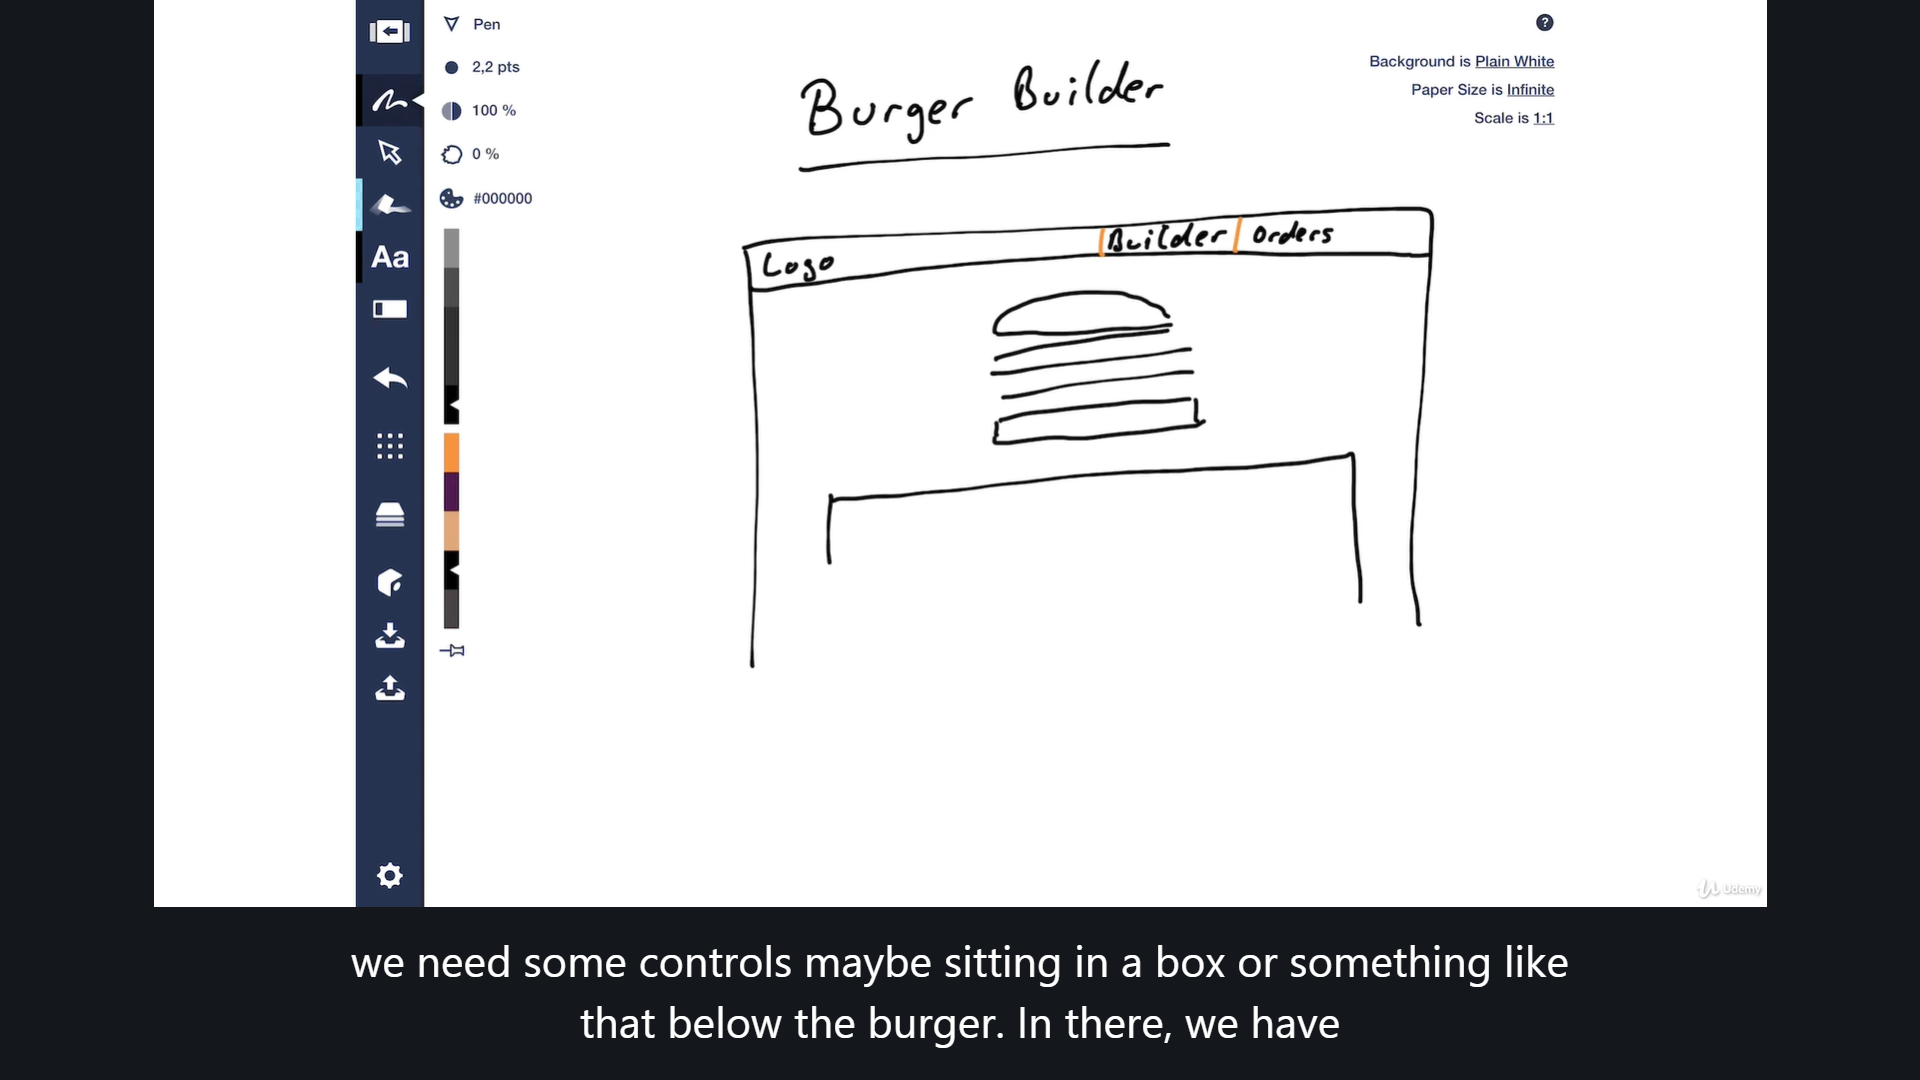 Pen
2,2 pts
100 %
0 %
#000000
Aa
?
Background is Plain White
Paper Size is Infinite
Scale is 1:1
Burger Builder
Logo
Builder
Orders
Udemy
we need some controls maybe sitting in a box or something like
that below the burger. In there, we have